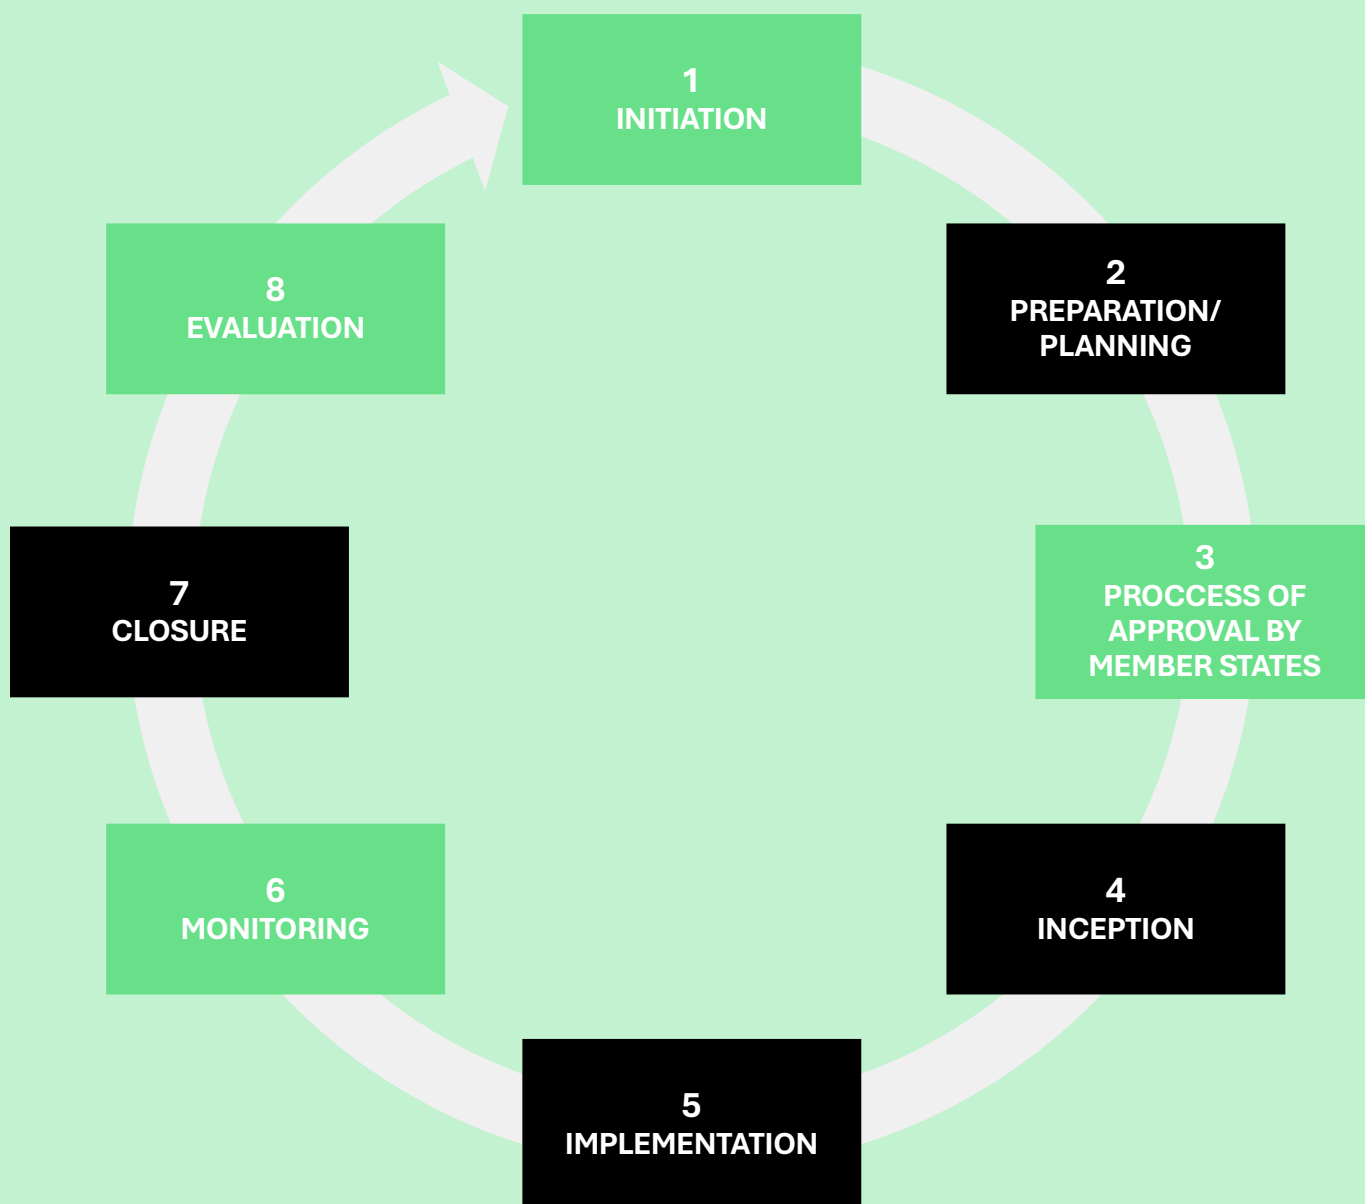 1
INITIATION
2
PREPARATION/
PLANNING
3
PROCCESS OF
APPROVAL BY
MEMBER STATES
4
INCEPTION
5
IMPLEMENTATION
6
MONITORING
7
CLOSURE
8
EVALUATION